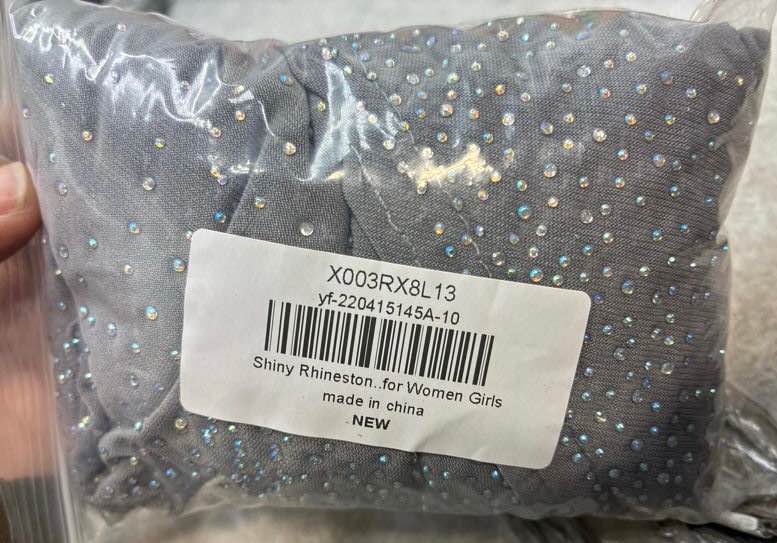 X003RX8L13
yf-220415145A-10
Shiny Rhineston..for Women Girls
made in china
NEW